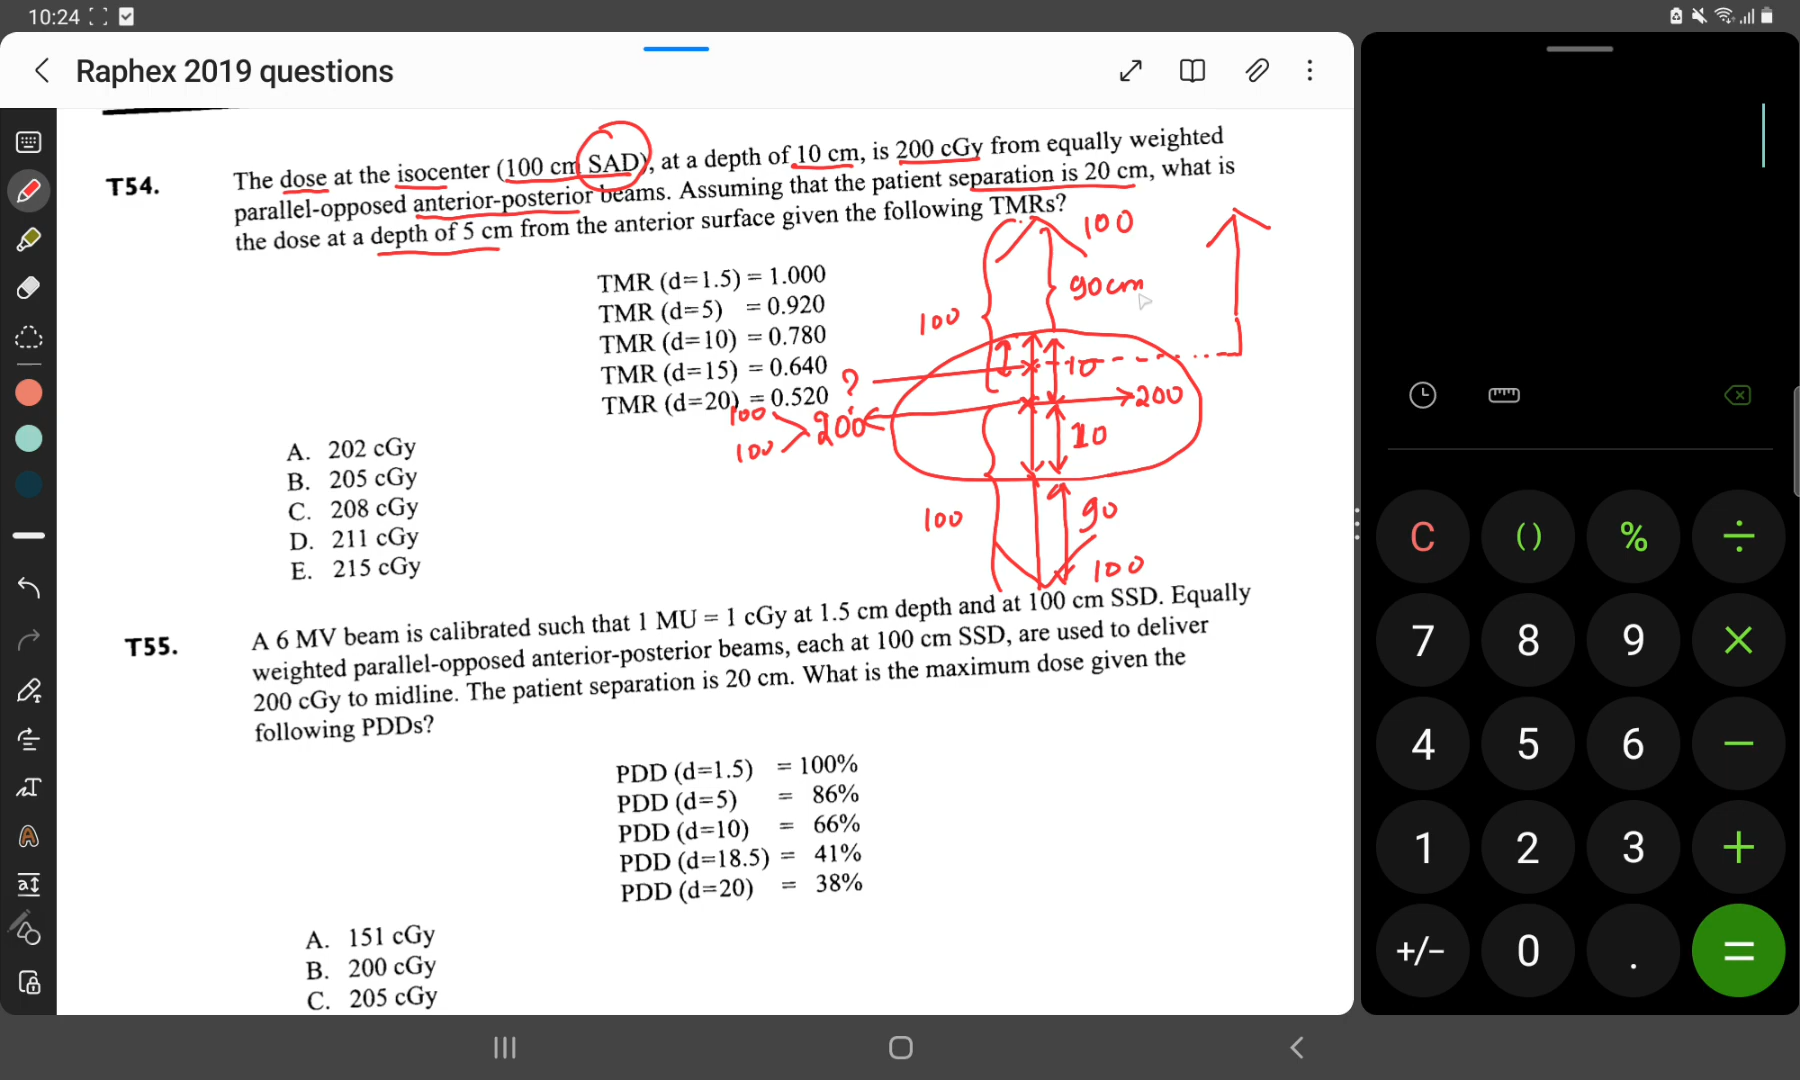 10:24
Raphex 2019 questions
T54. The dose at the isocenter (100 cm SAD), at a depth of 10 cm, is 200 cGy from equally weighted
parallel-opposed anterior-posterior beams. Assuming that the patient separation is 20 cm, what is
the dose at a depth of 5 cm from the anterior surface given the following TMRs?
100
TMR (d=1.5) = 1.000
90cm
TMR (d=5) = 0.920
100
TMR (d=10) = 0.780
TMR (d=15) = 0.640
?
10
TMR (d=20) = 0.520
200
100
100
200
10
A. 202 cGy
B. 205 cGy
C. 208 cGy
100
90
D. 211 cGy
E. 215 cGy
100
T55. A 6 MV beam is calibrated such that 1 MU = 1 cGy at 1.5 cm depth and at 100 cm SSD. Equally
weighted parallel-opposed anterior-posterior beams, each at 100 cm SSD, are used to deliver
200 cGy to midline. The patient separation is 20 cm. What is the maximum dose given the
following PDDs?
PDD (d=1.5) = 100%
PDD (d=5) = 86%
PDD (d=10) = 66%
PDD (d=18.5) = 41%
PDD (d=20) = 38%
A. 151 cGy
B. 200 cGy
C. 205 cGy
C () % ÷
7 8 9 ×
4 5 6 −
1 2 3 +
+/− 0 . =